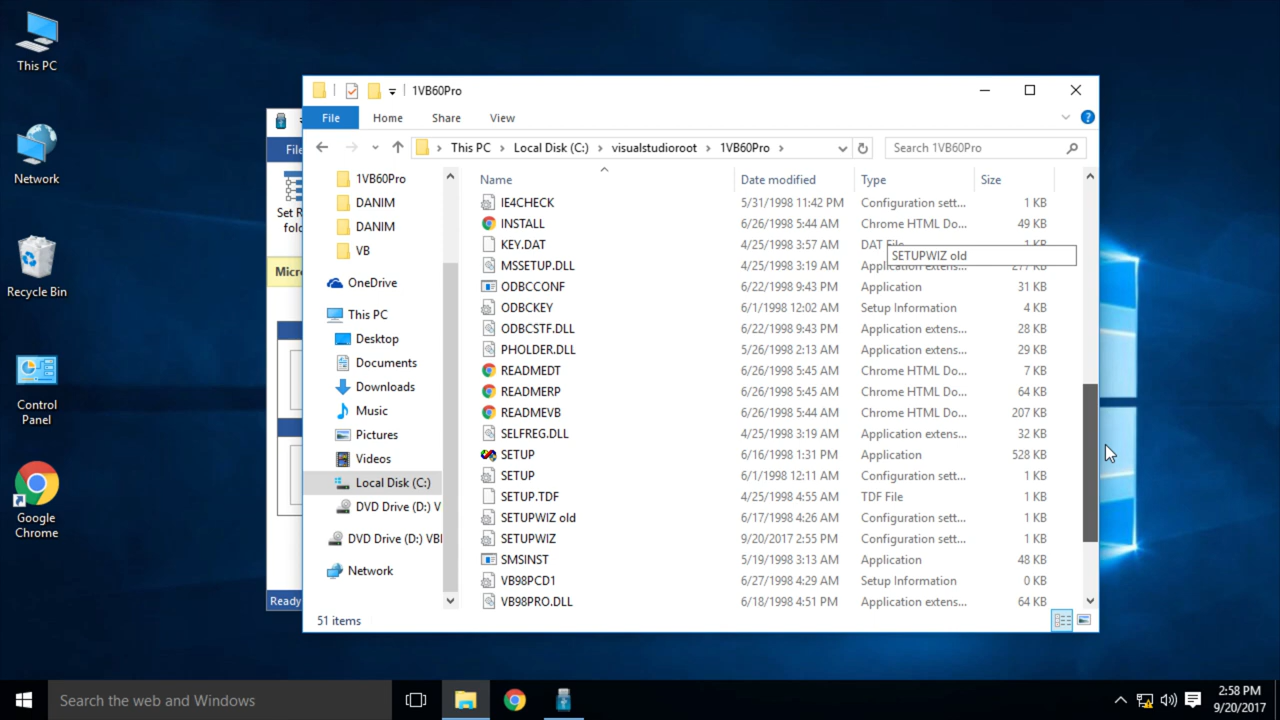 This PC
Network
Recycle Bin
Control
Panel
Google
Chrome
File
Set R
fol
Micro
Ready
1VB60Pro
File Home Share View
This PC Local Disk (C:) visualstudioroot 1VB60Pro
Search 1VB60Pro
1VB60Pro
DANIM
DANIM
VB
OneDrive
This PC
Desktop
Documents
Downloads
Music
Pictures
Videos
Local Disk (C:)
DVD Drive (D:) V
DVD Drive (D:) VB
Network
Name Date modified Type Size
IE4CHECK 5/31/1998 11:42 PM Configuration sett... 1 KB
INSTALL 6/26/1998 5:44 AM Chrome HTML Do... 49 KB
KEY.DAT 4/25/1998 3:57 AM DAT File 1 KB
SETUPWIZ old
MSSETUP.DLL 4/25/1998 3:19 AM Application extens... 277 KB
ODBCCONF 6/22/1998 9:43 PM Application 31 KB
ODBCKEY 6/1/1998 12:02 AM Setup Information 4 KB
ODBCSTF.DLL 6/22/1998 9:43 PM Application extens... 28 KB
PHOLDER.DLL 5/26/1998 2:13 AM Application extens... 29 KB
READMEDT 6/26/1998 5:45 AM Chrome HTML Do... 7 KB
READMERP 6/26/1998 5:45 AM Chrome HTML Do... 64 KB
READMEVB 6/26/1998 5:44 AM Chrome HTML Do... 207 KB
SELFREG.DLL 4/25/1998 3:19 AM Application extens... 32 KB
SETUP 6/16/1998 1:31 PM Application 528 KB
SETUP 6/1/1998 12:11 AM Configuration sett... 1 KB
SETUP.TDF 4/25/1998 4:55 AM TDF File 1 KB
SETUPWIZ old 6/17/1998 4:26 AM Configuration sett... 1 KB
SETUPWIZ 9/20/2017 2:55 PM Configuration sett... 1 KB
SMSINST 5/19/1998 3:13 AM Application 48 KB
VB98PCD1 6/27/1998 4:29 AM Setup Information 0 KB
VB98PRO.DLL 6/18/1998 4:51 PM Application extens... 64 KB
51 items
Search the web and Windows
2:58 PM
9/20/2017